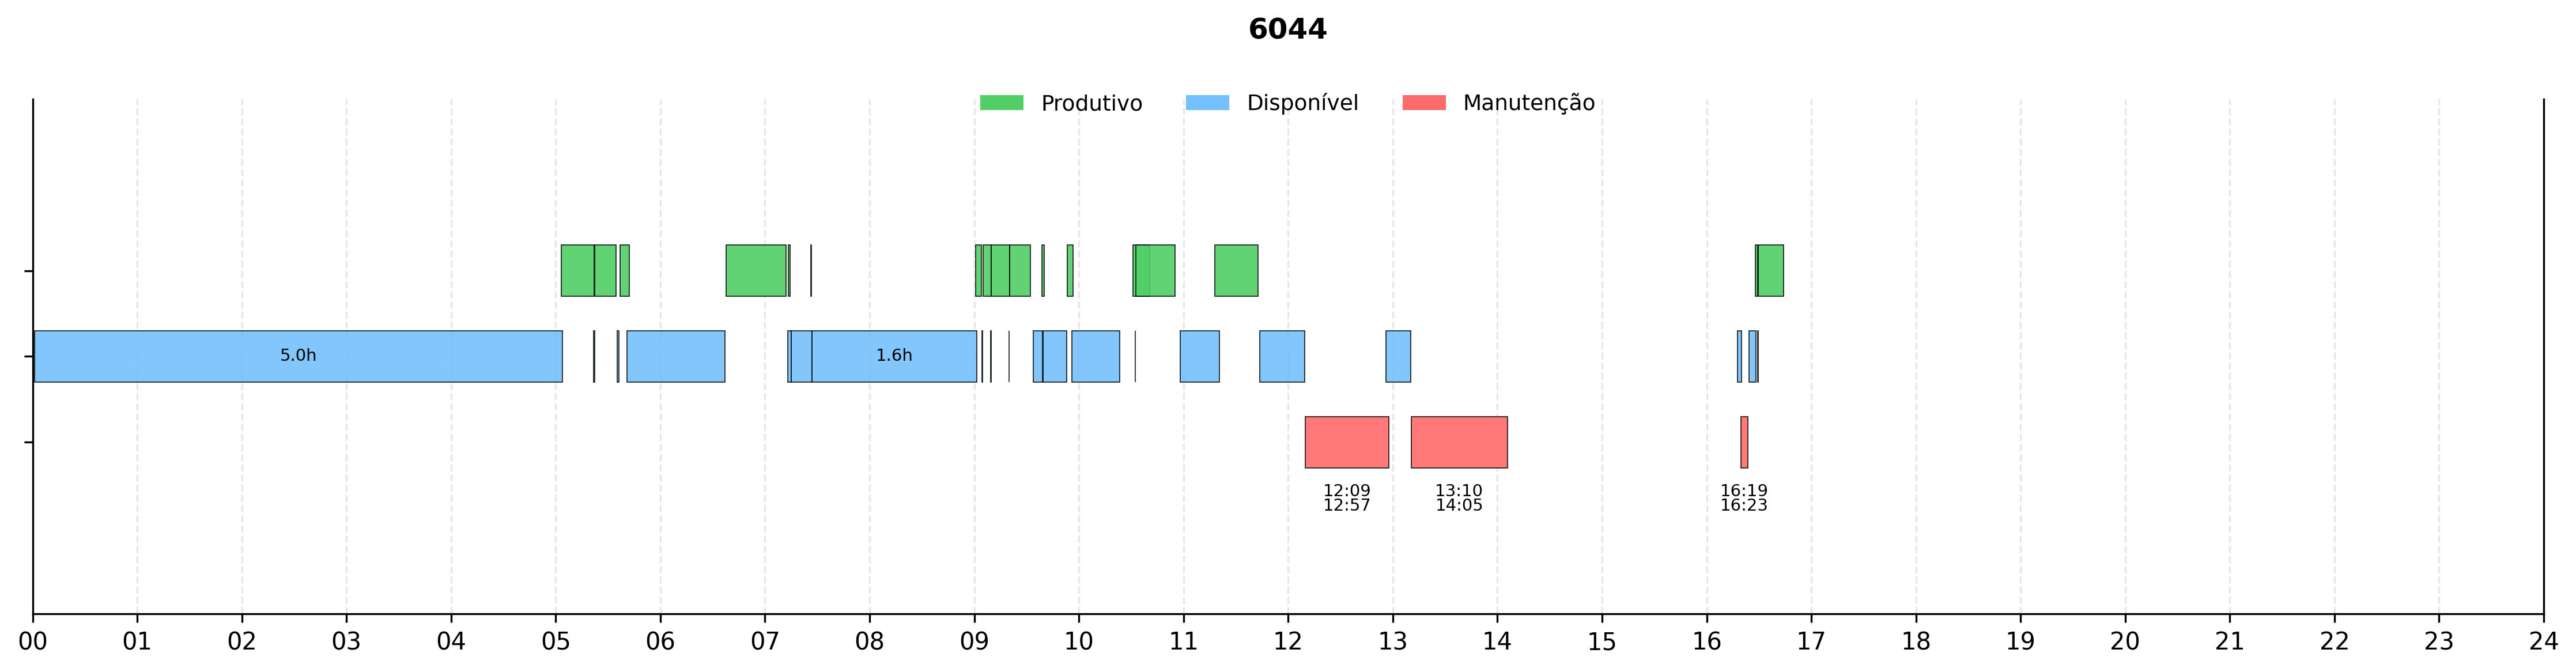 6044
Produtivo Disponível Manutenção
5.0h 1.6h
12:09 13:10 16:19
12:57 14:05 16:23
00 01 02 03 04 05 06 07 08 09 10 11 12 13 14 15 16 17 18 19 20 21 22 23 24